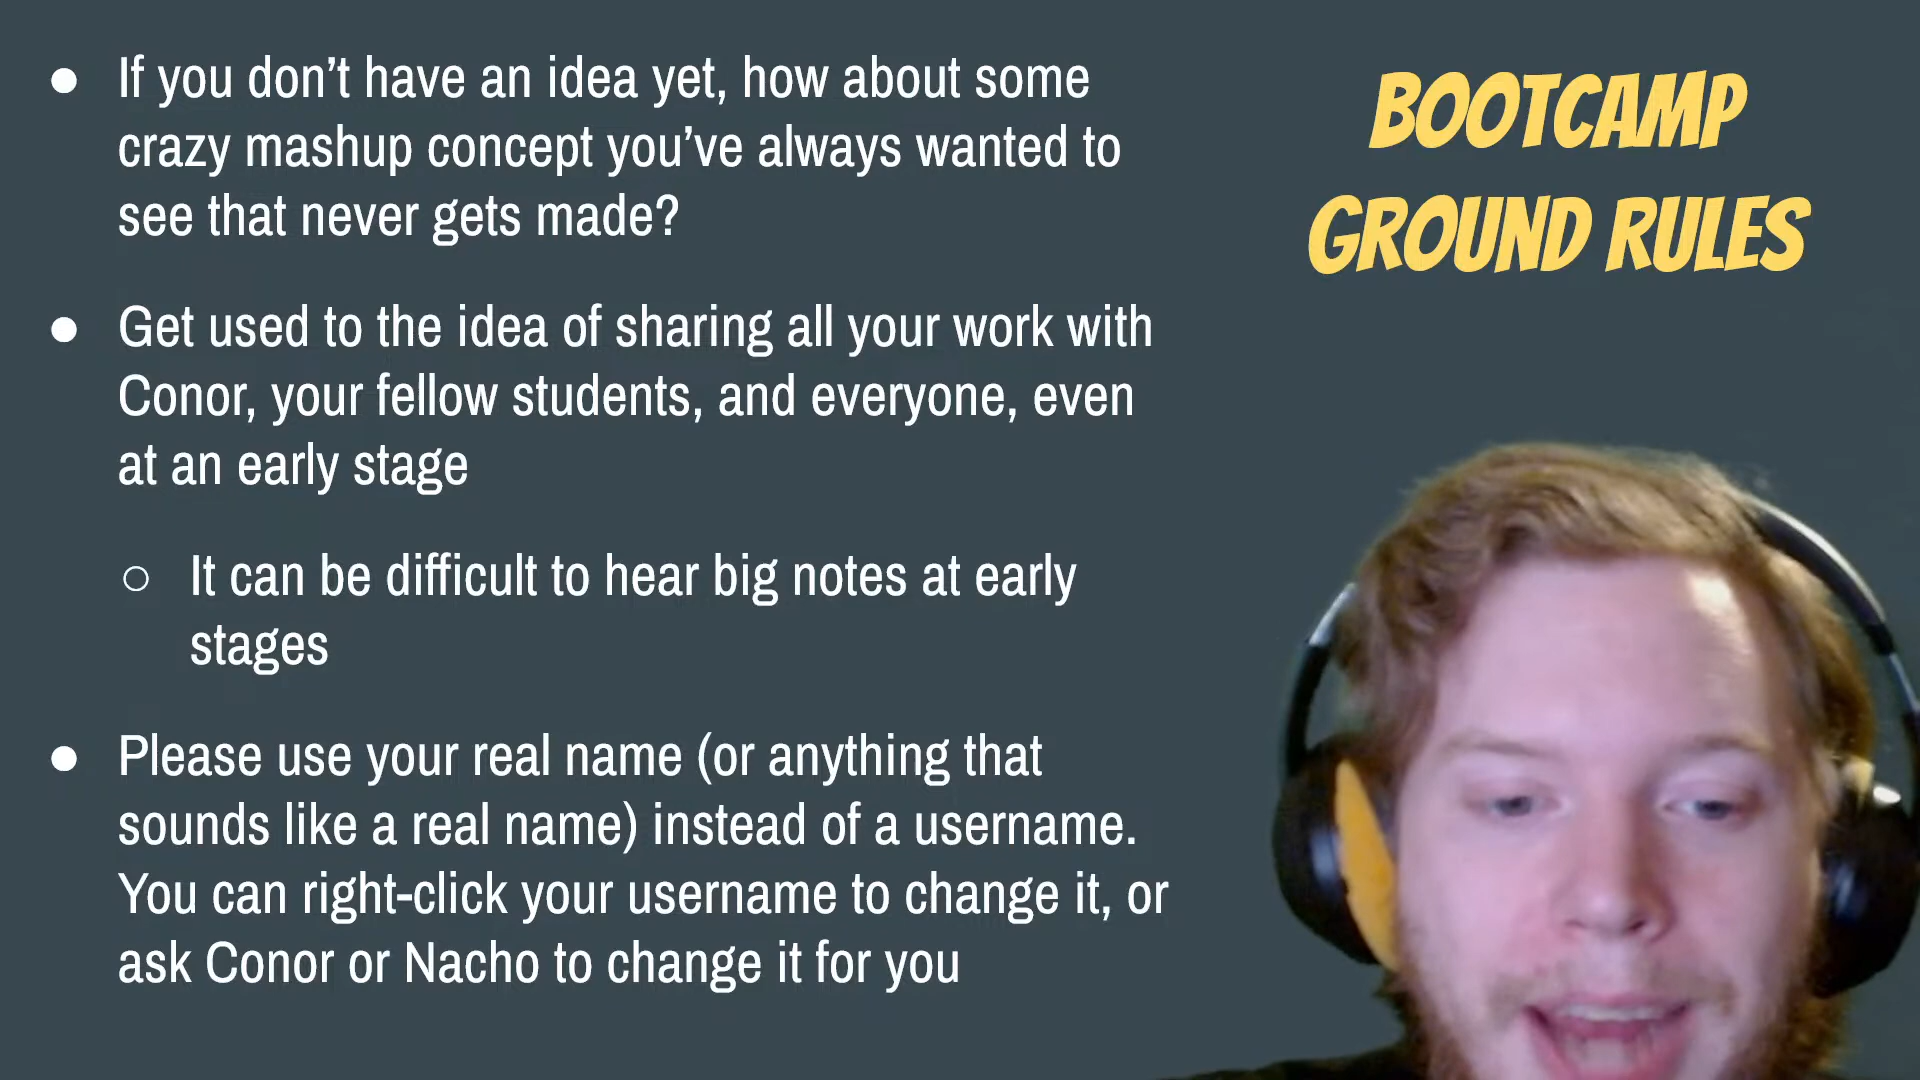 BOOTCAMP
GROUND RULES
● If you don’t have an idea yet, how about some
crazy mashup concept you’ve always wanted to
see that never gets made?
● Get used to the idea of sharing all your work with
Conor, your fellow students, and everyone, even
at an early stage
○ It can be difficult to hear big notes at early
stages
● Please use your real name (or anything that
sounds like a real name) instead of a username.
You can right-click your username to change it, or
ask Conor or Nacho to change it for you